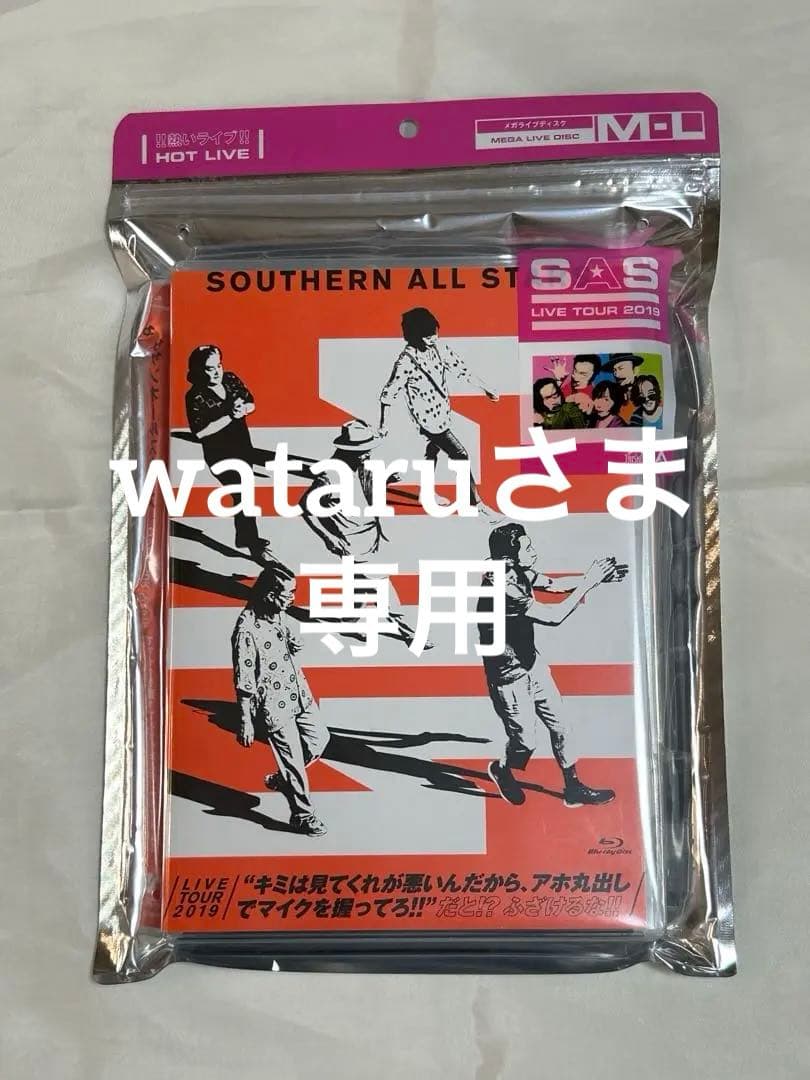 !!熱いライブ!!
HOT LIVE
メガライブディスク
MEGA LIVE DISC
M-L
SOUTHERN ALL ST
SAS
LIVE TOUR 2019
wataruさま
専用
Blu-ray Disc
LIVE
TOUR
2019
“キミは見てくれが悪いんだから、アホ丸出し
でマイクを握ってろ!!”だと!? ふざけるな!!